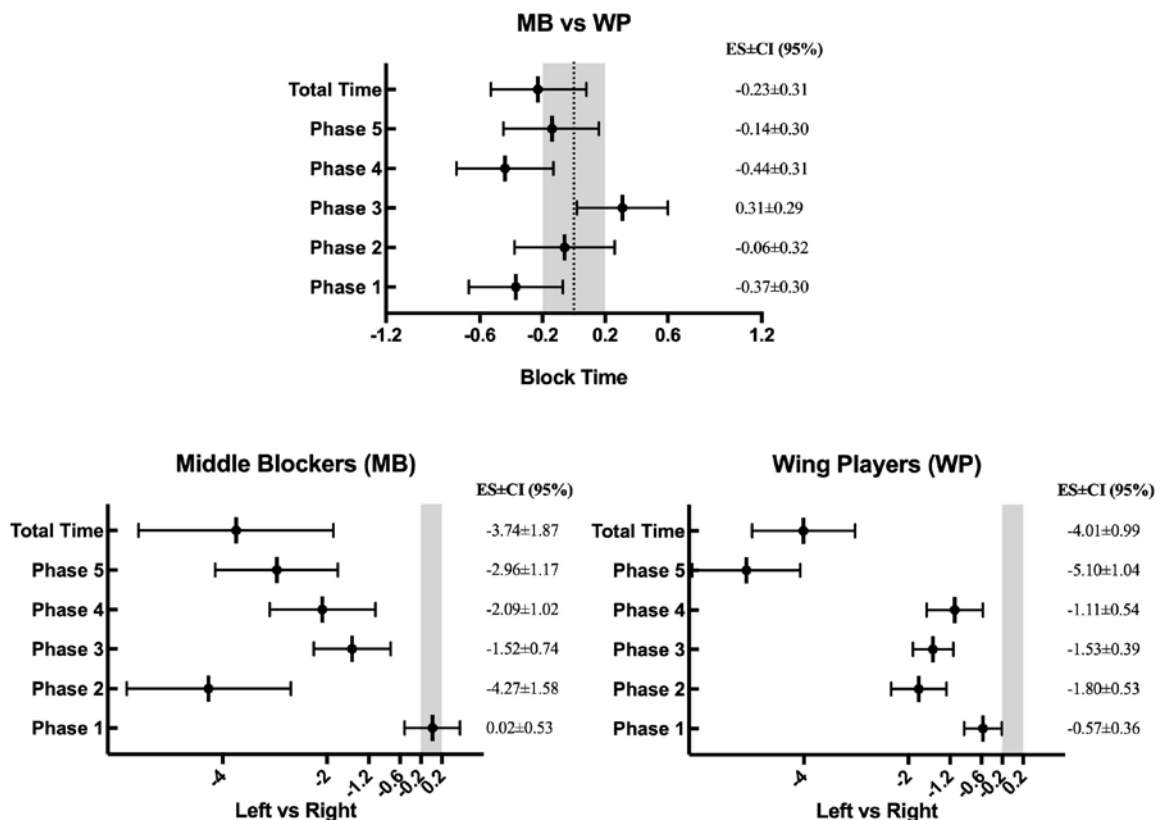 MB vs WP
ES±CI (95%)
Total Time -0.23±0.31
Phase 5 -0.14±0.30
Phase 4 -0.44±0.31
Phase 3 0.31±0.29
Phase 2 -0.06±0.32
Phase 1 -0.37±0.30
-1.2 -0.6 -0.2 0.2 0.6 1.2
Block Time
Middle Blockers (MB)
ES±CI (95%)
Total Time -3.74±1.87
Phase 5 -2.96±1.17
Phase 4 -2.09±1.02
Phase 3 -1.52±0.74
Phase 2 -4.27±1.58
Phase 1 0.02±0.53
-4 -2 -1.2 -0.6 -0.2 0.2
Left vs Right
Wing Players (WP)
ES±CI (95%)
Total Time -4.01±0.99
Phase 5 -5.10±1.04
Phase 4 -1.11±0.54
Phase 3 -1.53±0.39
Phase 2 -1.80±0.53
Phase 1 -0.57±0.36
-4 -2 -1.2 -0.6 -0.2 0.2
Left vs Right